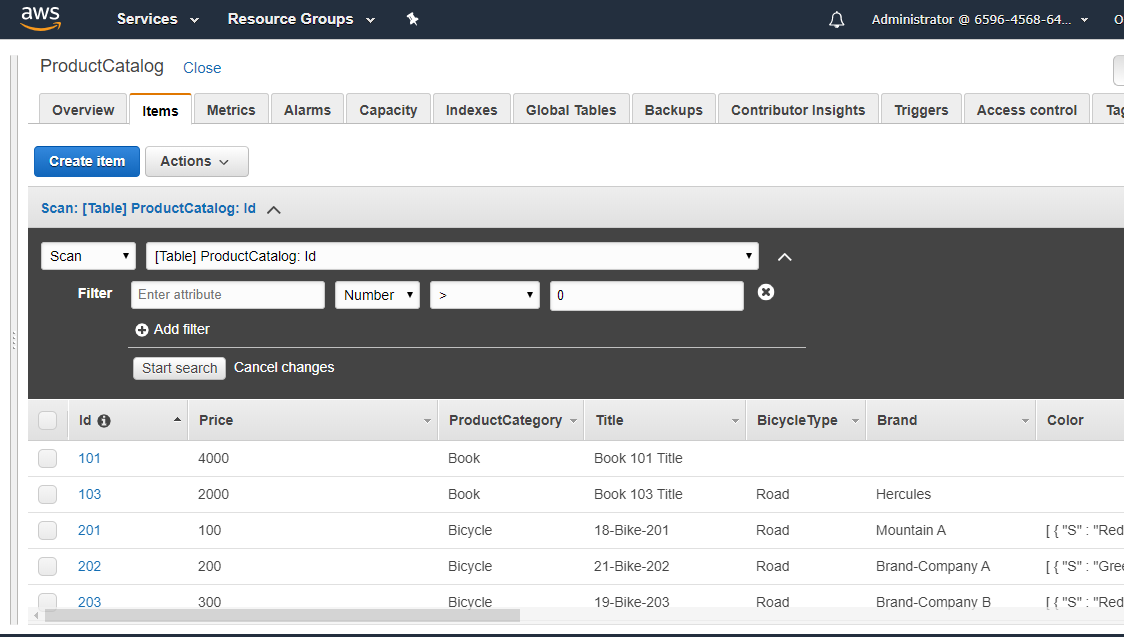 aws Services Resource Groups Administrator @ 6596-4568-64... O
ProductCatalog Close
Overview Items Metrics Alarms Capacity Indexes Global Tables Backups Contributor Insights Triggers Access control Tag
Create item Actions
Scan: [Table] ProductCatalog: Id
Scan [Table] ProductCatalog: Id
Filter Enter attribute Number > 0
Add filter
Start search Cancel changes
Id Price ProductCategory Title BicycleType Brand Color
101 4000 Book Book 101 Title
103 2000 Book Book 103 Title Road Hercules
201 100 Bicycle 18-Bike-201 Road Mountain A [ { "S" : "Red
202 200 Bicycle 21-Bike-202 Road Brand-Company A [ { "S" : "Gree
203 300 Bicycle 19-Bike-203 Road Brand-Company B [ { "S" : "Red